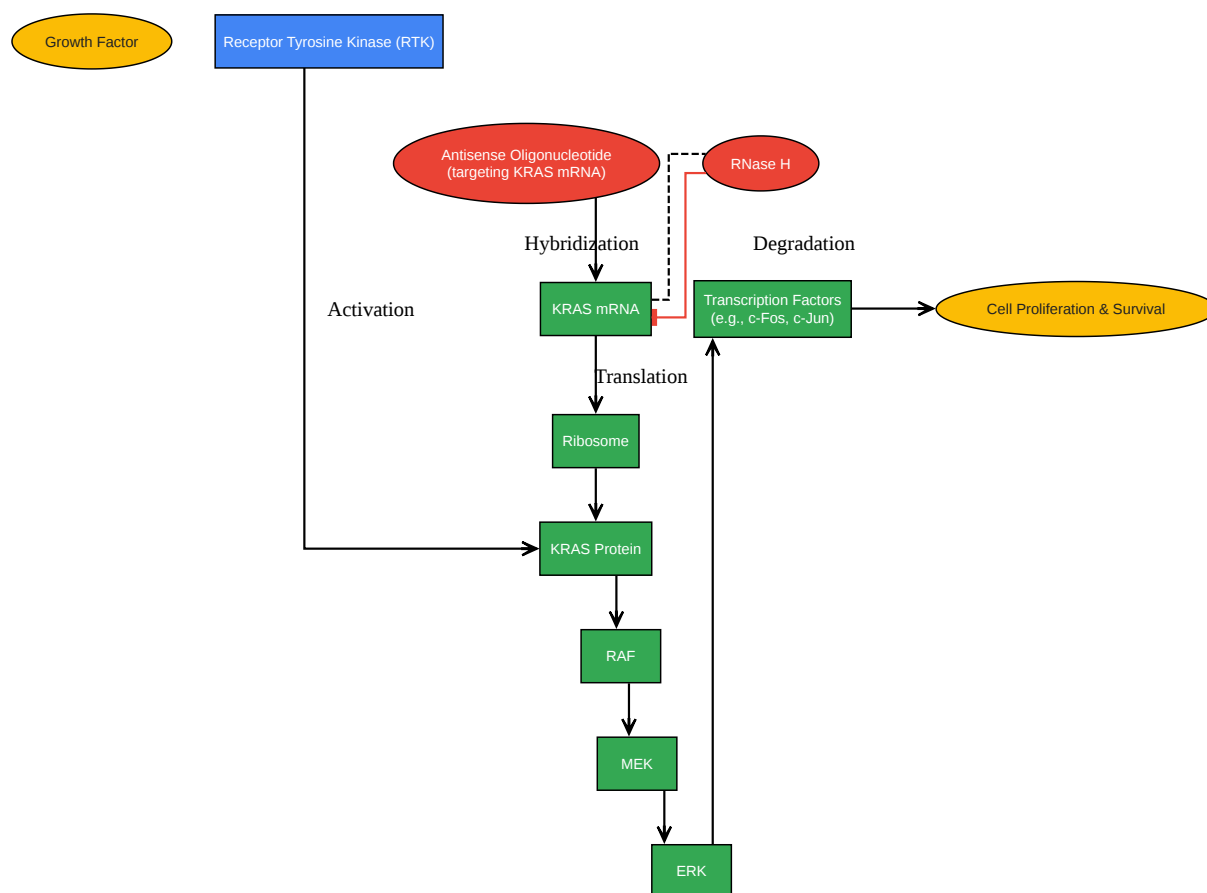 Growth Factor
Receptor Tyrosine Kinase (RTK)
Antisense Oligonucleotide
(targeting KRAS mRNA)
RNase H
Hybridization
Degradation
Activation
KRAS mRNA
Transcription Factors
(e.g., c-Fos, c-Jun)
Cell Proliferation & Survival
Translation
Ribosome
KRAS Protein
RAF
MEK
ERK